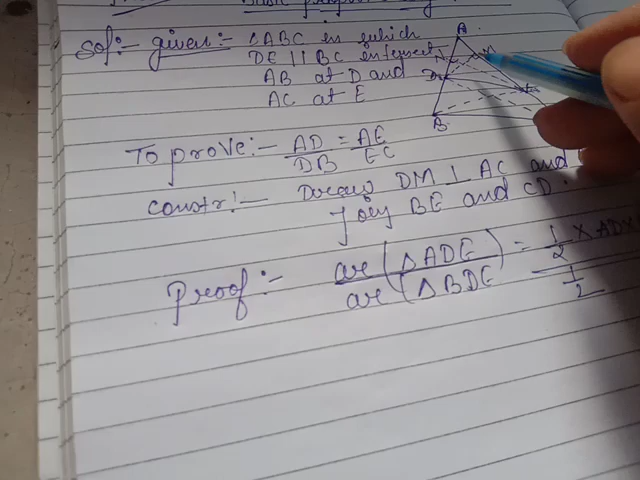 Basic
Sol:- given:- △ABC in which
DE || BC intersect
AB at D and
AC at E
A
N
M
D
B
To prove:- AD/DB = AE/EC
Constr!- Draw DM ⊥ AC and
Join BE and CD.
Proof:- ar(△ADE)/ar(△BDE = 1/2 × AD×/1/2